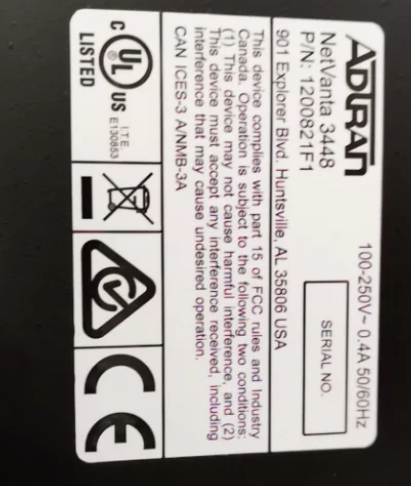 ADTRAN
NetVanta 3448
P/N: 1200821F1
100-250V~ 0.4A 50/60Hz
SERIAL NO.
901 Explorer Blvd. Huntsville, AL 35806 USA
This device complies with part 15 of FCC rules and Industry
Canada. Operation is subject to the following two conditions:
(1) This device may not cause harmful interference, and (2)
This device must accept any interference received, including
interference that may cause undesired operation.
CAN ICES-3 A/NMB-3A
C UL US
LISTED
I.T.E.
E130853
CE